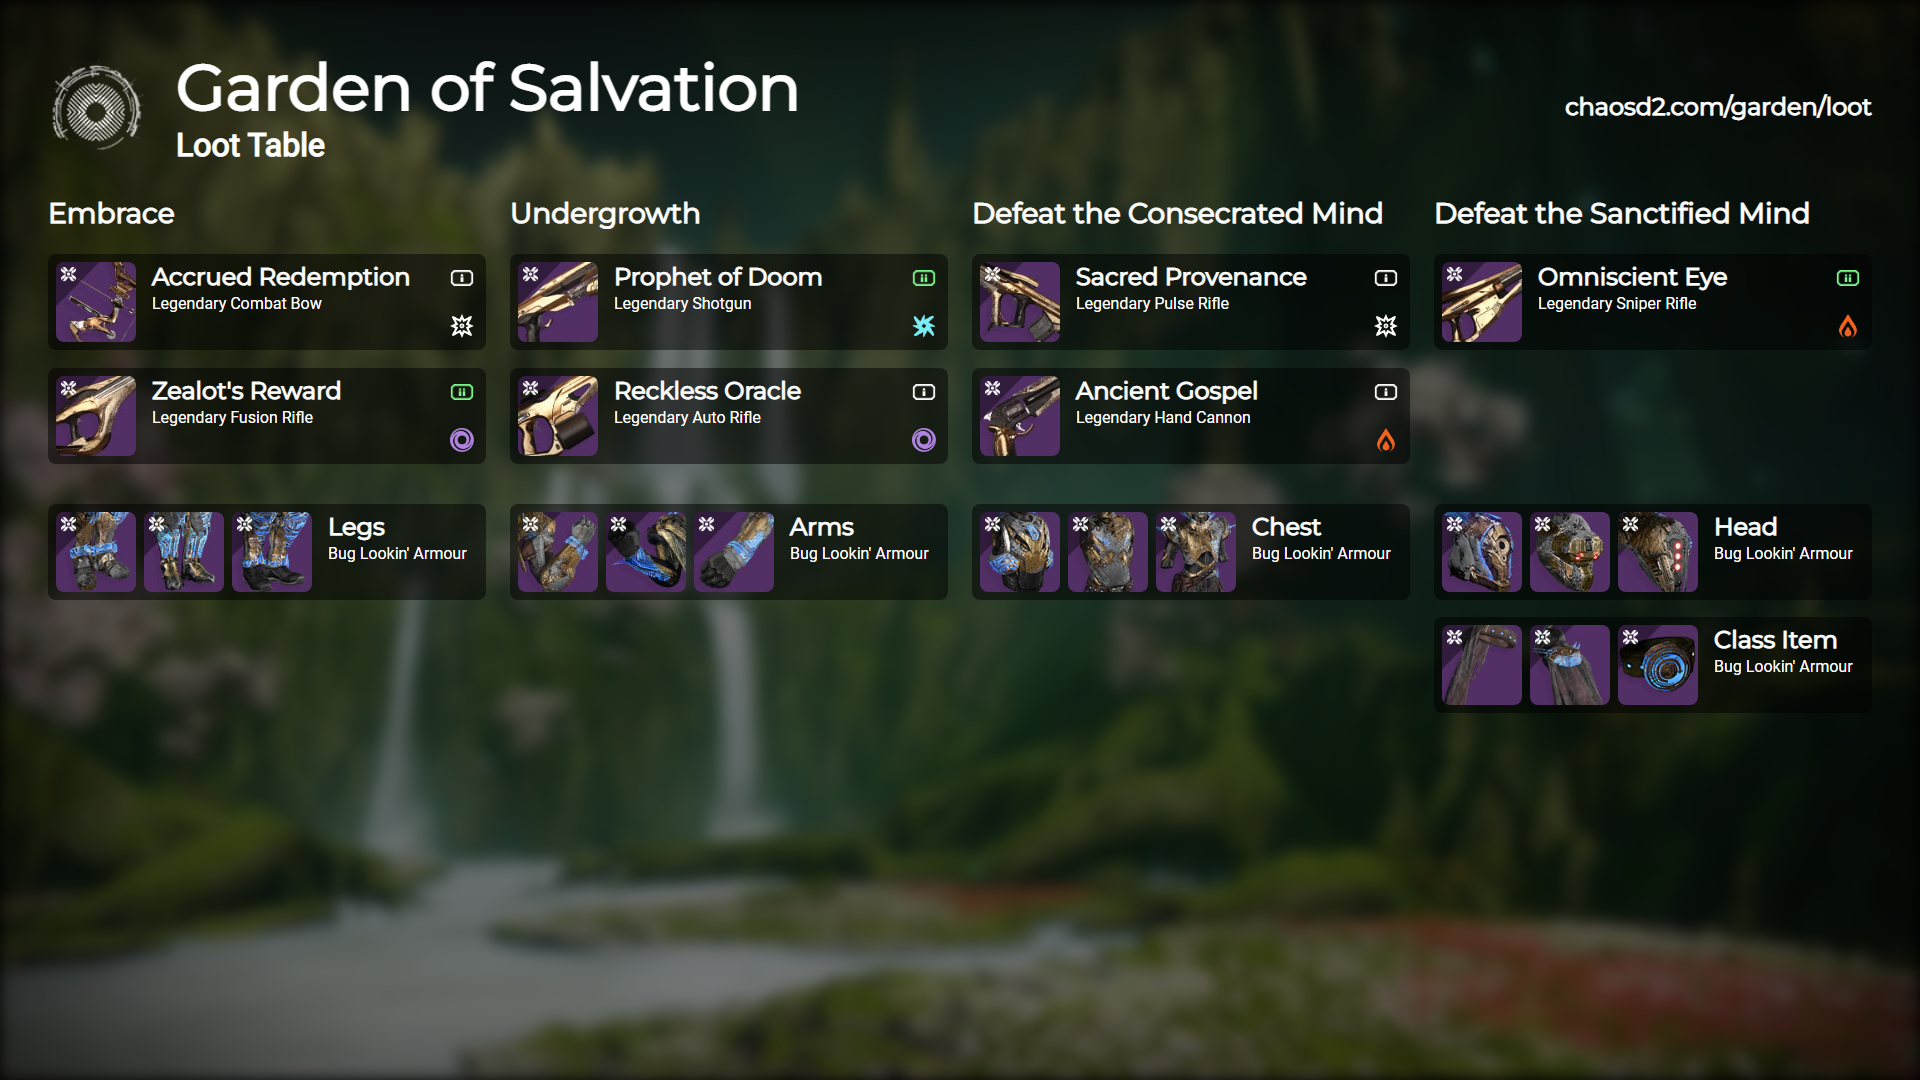 Garden of Salvation
Loot Table
chaosd2.com/garden/loot
Embrace
Accrued Redemption
Legendary Combat Bow
Zealot's Reward
Legendary Fusion Rifle
Legs
Bug Lookin' Armour
Undergrowth
Prophet of Doom
Legendary Shotgun
Reckless Oracle
Legendary Auto Rifle
Arms
Bug Lookin' Armour
Defeat the Consecrated Mind
Sacred Provenance
Legendary Pulse Rifle
Ancient Gospel
Legendary Hand Cannon
Chest
Bug Lookin' Armour
Defeat the Sanctified Mind
Omniscient Eye
Legendary Sniper Rifle
Head
Bug Lookin' Armour
Class Item
Bug Lookin' Armour